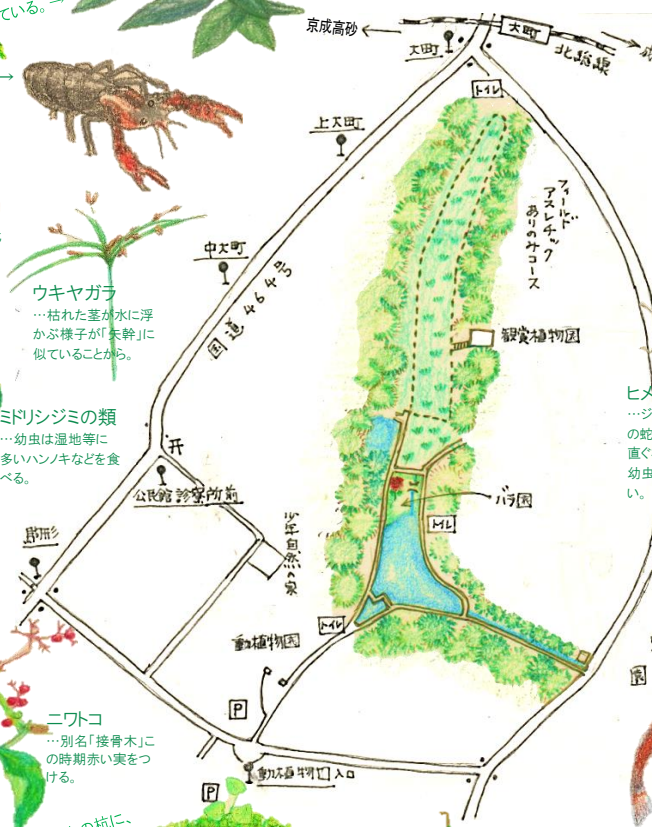 ている。→
京成高砂
大町
北総線
大町
トイレ
上大町
フィールド
アスレチック
ありのみコース
中大町
国道464号
ウキヤガラ
…枯れた茎が水に浮
かぶ様子が「矢幹」に
似ていることから。
観賞植物園
ミドリシジミの類
…幼虫は湿地等に
多いハンノキなどを食
べる。
ヒメ
…ジ
の蛇
直ぐ
幼虫
い。
公民館診療所前
バラ園
トイレ
駒形
トイレ
動植物園
P
ニワトコ
…別名「接骨木」こ
の時期赤い実をつ
ける。
動植物園入口
P
の杭に、